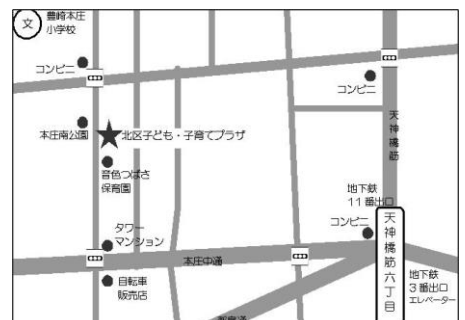 文
豊崎本庄
小学校
コンビニ
コンビニ
本庄南公園
北区子ども・子育てプラザ
音色つばさ
保育園
天神橋筋
地下鉄
11番出口
コンビニ
タワー
マンション
本庄中通
天神橋筋六丁目
自転車
販売店
地下鉄
3番出口
エレベーター